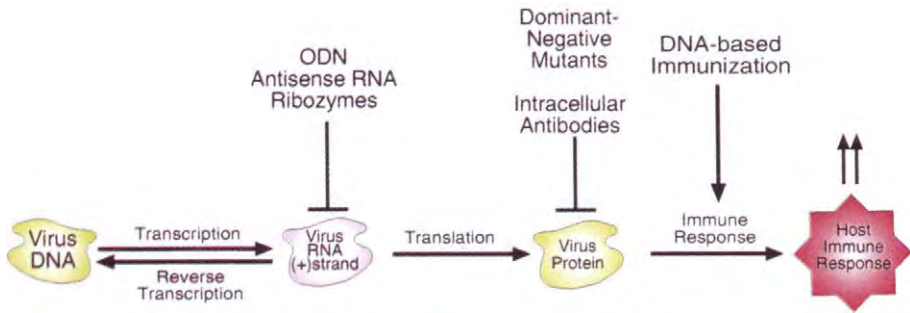 ODN
Antisense RNA
Ribozymes
Dominant-
Negative
Mutants
Intracellular
Antibodies
DNA-based
Immunization
Virus
DNA
Transcription
Reverse
Transcription
Virus
RNA
(+)strand
Translation
Virus
Protein
Immune
Response
Host
Immune
Response